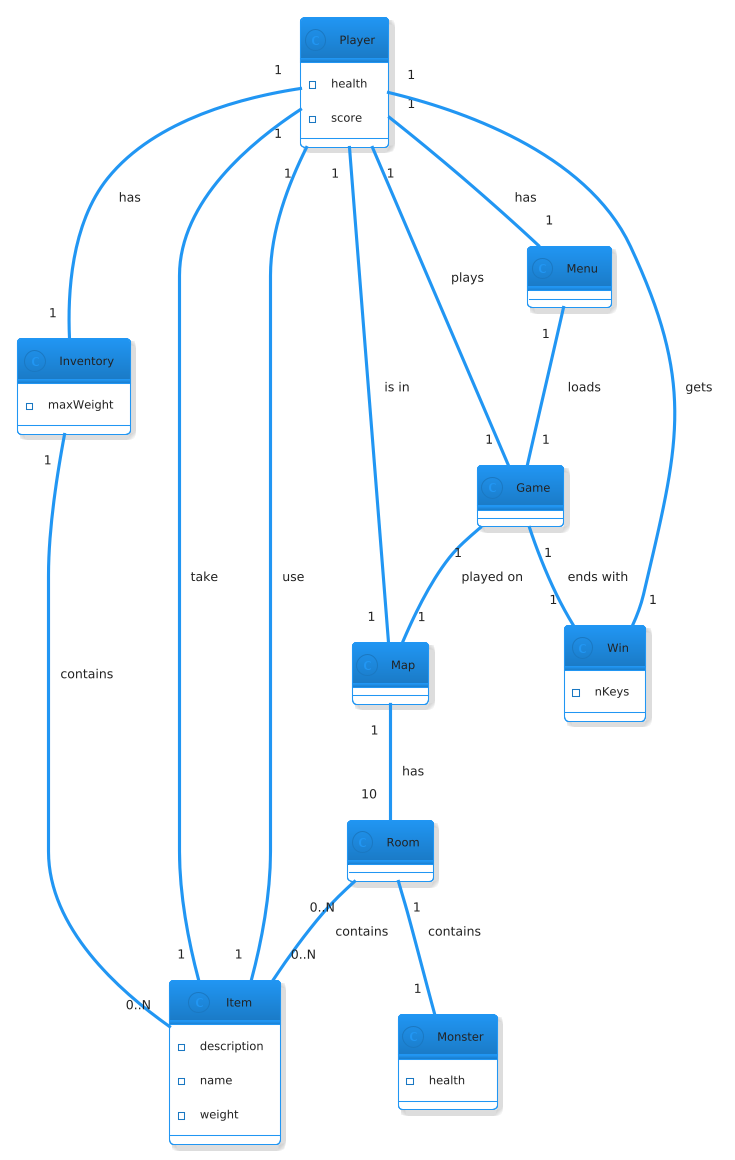 C Player
health
score
1
1
1
1
1
1
1
has
has
1
plays
C Menu
1
1
C Inventory
maxWeight
1
is in
loads
gets
1
1
C Game
1
1
take
use
played on
ends with
1
1
1
1
contains
C Map
C Win
nKeys
1
has
10
C Room
0..N
1
contains
contains
1
1
0..N
1
0..N
C Item
description
name
weight
C Monster
health